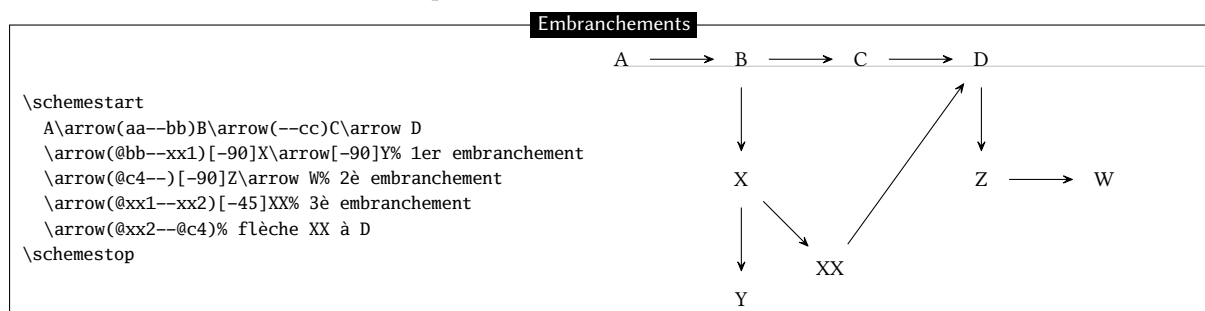 Embranchements
\schemestart
A\arrow(aa--bb)B\arrow(--cc)C\arrow D
\arrow(@bb--xx1)[-90]X\arrow[-90]Y% 1er embranchement
\arrow(@c4--)[-90]Z\arrow W% 2è embranchement
\arrow(@xx1--xx2)[-45]XX% 3è embranchement
\arrow(@xx2--@c4)% flèche XX à D
\schemestop
A B C D
X Z W
XX
Y